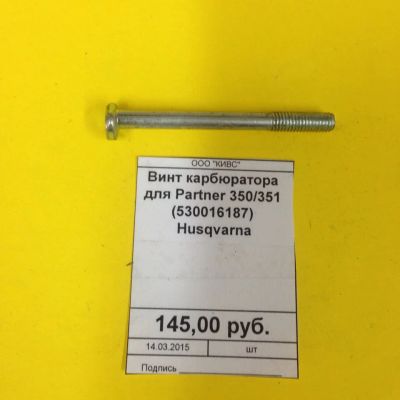 ООО "КИВС"
Винт карбюратора
для Partner 350/351
(530016187)
Husqvarna
145,00 руб.
14.03.2015 шт
Подпись